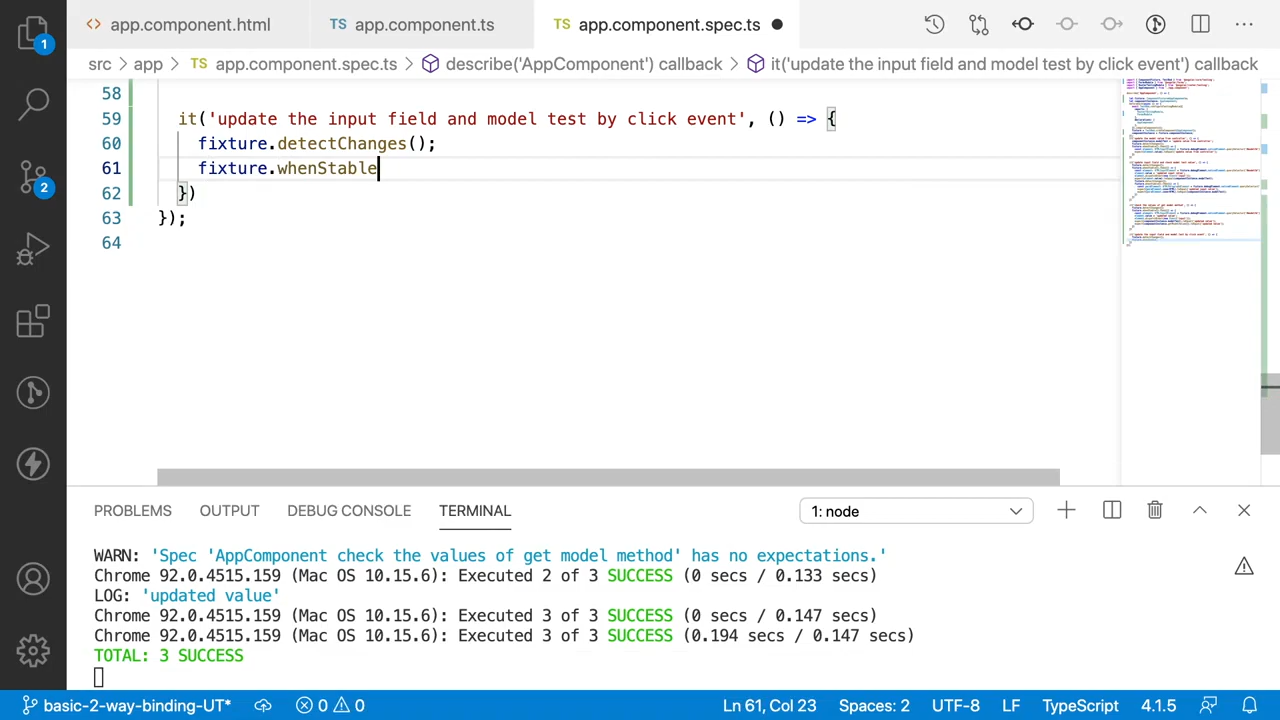 <> app.component.html TS app.component.ts TS app.component.spec.ts
1
src > app > TS app.component.spec.ts > describe('AppComponent') callback > it('update the input field and model test by click event') callback
58
59 it('update the input field and model test by click event', () => {
60 fixture.detectChanges();
61 fixture.whenStable
62 })
63 });
64
2
PROBLEMS OUTPUT DEBUG CONSOLE TERMINAL 1: node
WARN: 'Spec 'AppComponent check the values of get model method' has no expectations.'
Chrome 92.0.4515.159 (Mac OS 10.15.6): Executed 2 of 3 SUCCESS (0 secs / 0.133 secs)
LOG: 'updated value'
Chrome 92.0.4515.159 (Mac OS 10.15.6): Executed 3 of 3 SUCCESS (0 secs / 0.147 secs)
Chrome 92.0.4515.159 (Mac OS 10.15.6): Executed 3 of 3 SUCCESS (0.194 secs / 0.147 secs)
TOTAL: 3 SUCCESS
basic-2-way-binding-UT* 0 0 Ln 61, Col 23 Spaces: 2 UTF-8 LF TypeScript 4.1.5